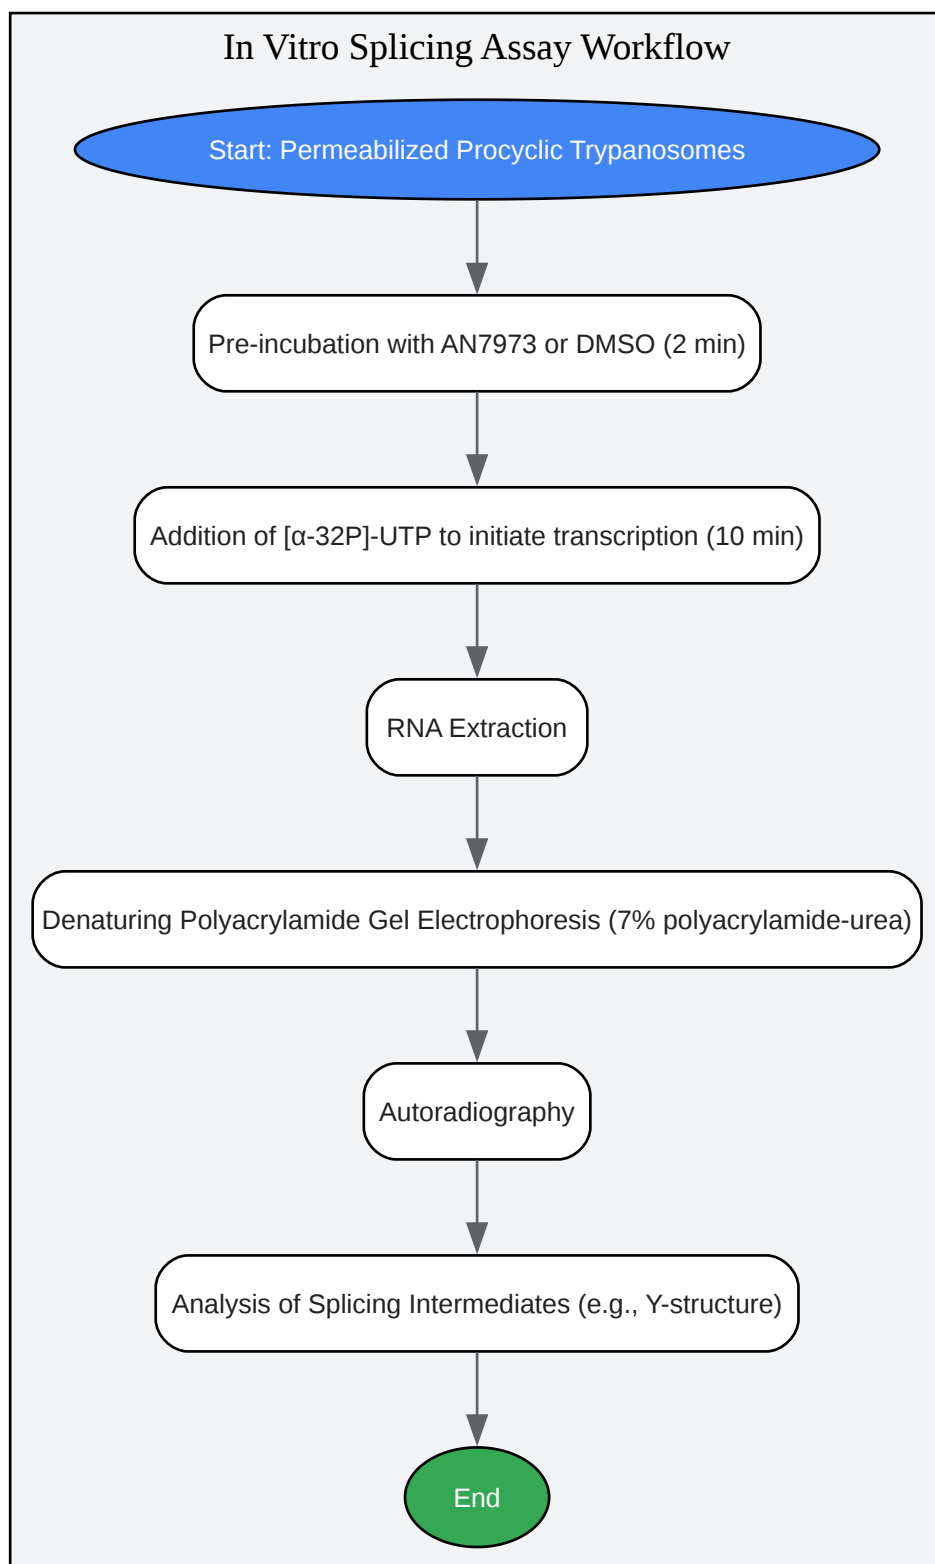 In Vitro Splicing Assay Workflow
Start: Permeabilized Procyclic Trypanosomes
Pre-incubation with AN7973 or DMSO (2 min)
Addition of [α-32P]-UTP to initiate transcription (10 min)
RNA Extraction
Denaturing Polyacrylamide Gel Electrophoresis (7% polyacrylamide-urea)
Autoradiography
Analysis of Splicing Intermediates (e.g., Y-structure)
End